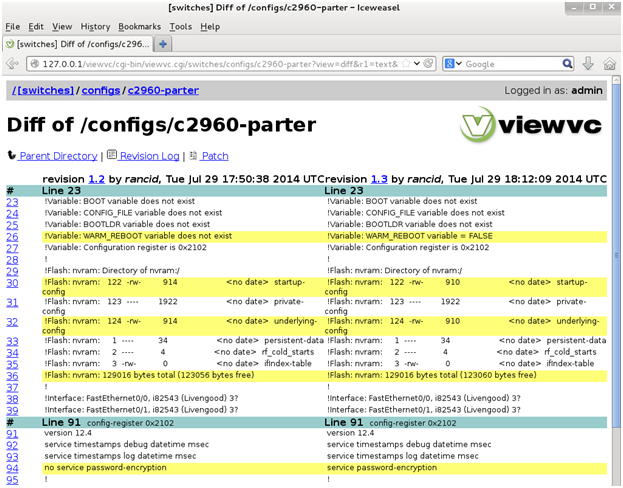 [switches] Diff of /configs/c2960-parter – Iceweasel
File Edit View History Bookmarks Tools Help
[switches] Diff of /configs/c296...
127.0.0.1/viewvc/cgi-bin/viewvc.cgi/switches/configs/c2960-parter?view=diff&r1=text& Google
/[switches]/configs/c2960-parter Logged in as: admin
Diff of /configs/c2960-parter
viewvc
Parent Directory | Revision Log | Patch
revision 1.2 by rancid, Tue Jul 29 17:50:38 2014 UTC revision 1.3 by rancid, Tue Jul 29 18:12:09 2014 UTC
# Line 23 Line 23
23 !Variable: BOOT variable does not exist !Variable: BOOT variable does not exist
24 !Variable: CONFIG_FILE variable does not exist !Variable: CONFIG_FILE variable does not exist
25 !Variable: BOOTLDR variable does not exist !Variable: BOOTLDR variable does not exist
26 !Variable: WARM_REBOOT variable does not exist !Variable: WARM_REBOOT variable = FALSE
27 !Variable: Configuration register is 0x2102 !Variable: Configuration register is 0x2102
28 ! !
29 !Flash: nvram: Directory of nvram:/ !Flash: nvram: Directory of nvram:/
30 !Flash: nvram: 122 -rw- 914 <no date> startup- !Flash: nvram: 122 -rw- 910 <no date> startup-
config config
31 !Flash: nvram: 123 ---- 1922 <no date> private- !Flash: nvram: 123 ---- 1922 <no date> private-
config config
32 !Flash: nvram: 124 -rw- 914 <no date> underlying- !Flash: nvram: 124 -rw- 910 <no date> underlying-
config config
33 !Flash: nvram: 1 ---- 34 <no date> persistent-data !Flash: nvram: 1 ---- 34 <no date> persistent-data
34 !Flash: nvram: 2 ---- 4 <no date> rf_cold_starts !Flash: nvram: 2 ---- 4 <no date> rf_cold_starts
35 !Flash: nvram: 3 -rw- 0 <no date> ifIndex-table !Flash: nvram: 3 -rw- 0 <no date> ifIndex-table
36 !Flash: nvram: 129016 bytes total (123056 bytes free) !Flash: nvram: 129016 bytes total (123060 bytes free)
37 ! !
38 !Interface: FastEthernet0/0, i82543 (Livengood) 3? !Interface: FastEthernet0/0, i82543 (Livengood) 3?
39 !Interface: FastEthernet0/1, i82543 (Livengood) 3? !Interface: FastEthernet0/1, i82543 (Livengood) 3?
# Line 91 config-register 0x2102 Line 91 config-register 0x2102
91 version 12.4 version 12.4
92 service timestamps debug datetime msec service timestamps debug datetime msec
93 service timestamps log datetime msec service timestamps log datetime msec
94 no service password-encryption service password-encryption
95 ! !